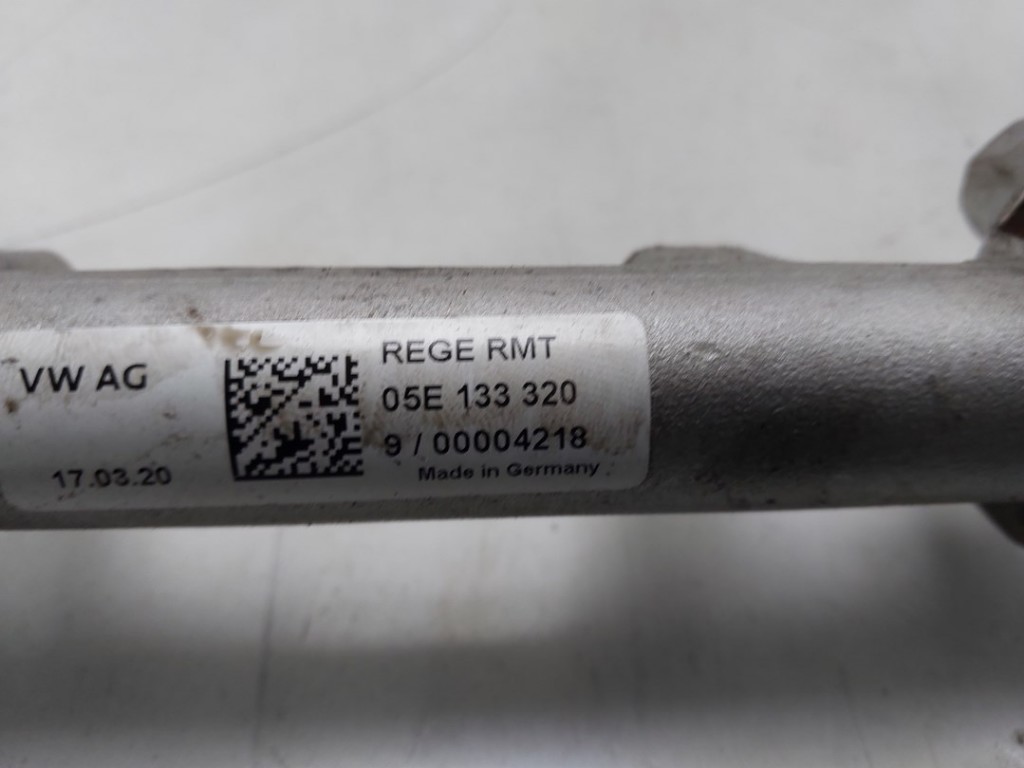 VW AG
17.03.20
REGE RMT
05E 133 320
9 / 00004218
Made in Germany